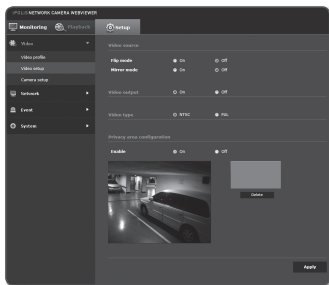 iPOLiS NETWORK CAMERA WEBVIEWER
Monitoring Playback Setup
Video
Video profile
Video setup
Camera setup
Network
Event
System
Video source
Flip mode On Off
Mirror mode On Off
Video output On Off
Video type NTSC PAL
Privacy area configuration
Enable On Off
Delete
Apply